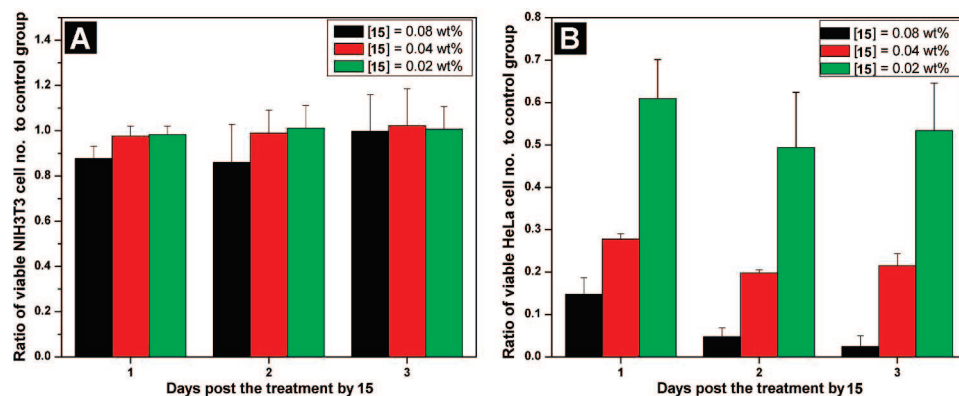 A
[15] = 0.08 wt%
[15] = 0.04 wt%
[15] = 0.02 wt%
Ratio of viable NIH3T3 cell no. to control group
1.4
1.2
1.0
0.8
0.6
0.4
0.2
0.0
1 2 3
Days post the treatment by 15
B
[15] = 0.08 wt%
[15] = 0.04 wt%
[15] = 0.02 wt%
Ratio of viable HeLa cell no. to control group
0.8
0.7
0.6
0.5
0.4
0.3
0.2
0.1
0.0
1 2 3
Days post the treatment by 15